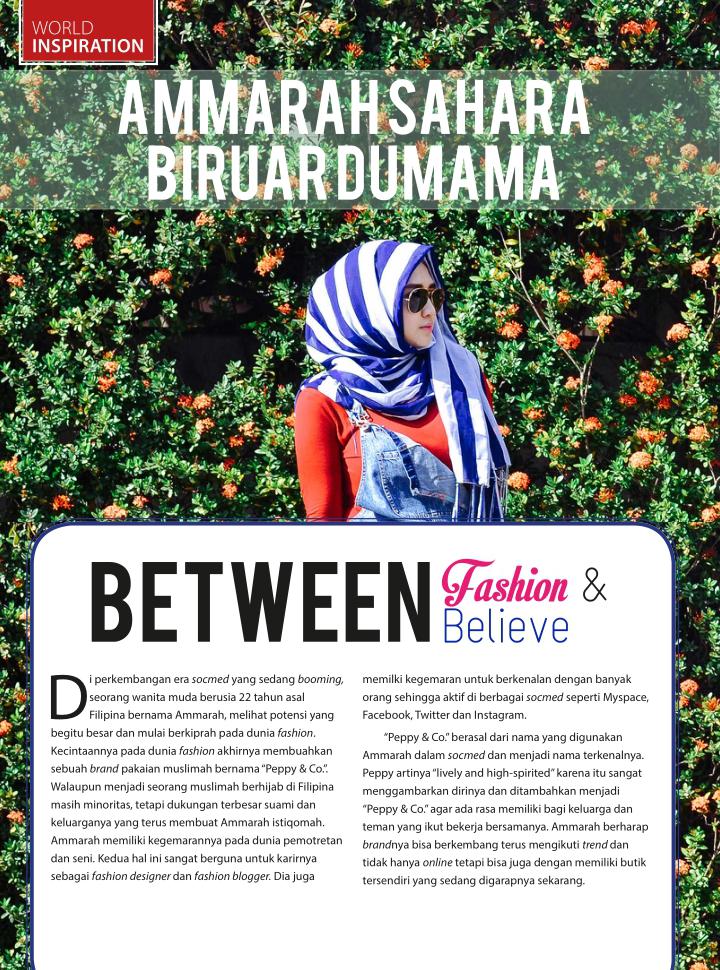 WORLD
INSPIRATION
AMMARAH SAHARA
BIRUAR DUMAMA
BETWEEN Fashion &
Believe
Di perkembangan era socmed yang sedang booming,
seorang wanita muda berusia 22 tahun asal
Filipina bernama Ammarah, melihat potensi yang
begitu besar dan mulai berkiprah pada dunia fashion.
Kecintaannya pada dunia fashion akhirnya membuahkan
sebuah brand pakaian muslimah bernama "Peppy & Co.".
Walaupun menjadi seorang muslimah berhijab di Filipina
masih minoritas, tetapi dukungan terbesar suami dan
keluarganya yang terus membuat Ammarah istiqomah.
Ammarah memiliki kegemarannya pada dunia pemotretan
dan seni. Kedua hal ini sangat berguna untuk karirnya
sebagai fashion designer dan fashion blogger. Dia juga
memilki kegemaran untuk berkenalan dengan banyak
orang sehingga aktif di berbagai socmed seperti Myspace,
Facebook, Twitter dan Instagram.
"Peppy & Co." berasal dari nama yang digunakan
Ammarah dalam socmed dan menjadi nama terkenalnya.
Peppy artinya "lively and high-spirited" karena itu sangat
menggambarkan dirinya dan ditambahkan menjadi
"Peppy & Co." agar ada rasa memiliki bagi keluarga dan
teman yang ikut bekerja bersamanya. Ammarah berharap
brandnya bisa berkembang terus mengikuti trend dan
tidak hanya online tetapi bisa juga dengan memiliki butik
tersendiri yang sedang digarapnya sekarang.